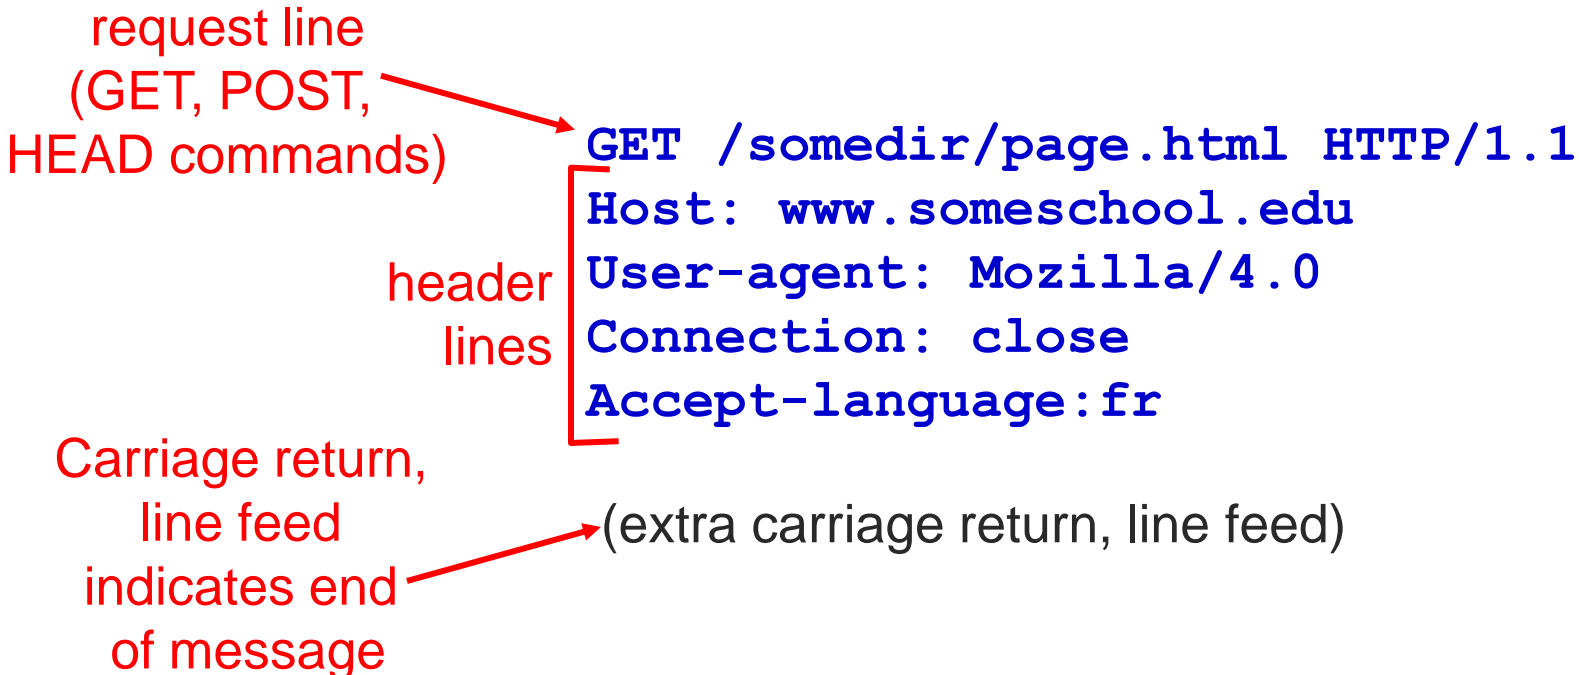 request line
(GET, POST,
HEAD commands)
GET /somedir/page.html HTTP/1.1
Host: www.someschool.edu
User-agent: Mozilla/4.0
Connection: close
Accept-language:fr
header
lines
Carriage return,
line feed
indicates end
of message
(extra carriage return, line feed)